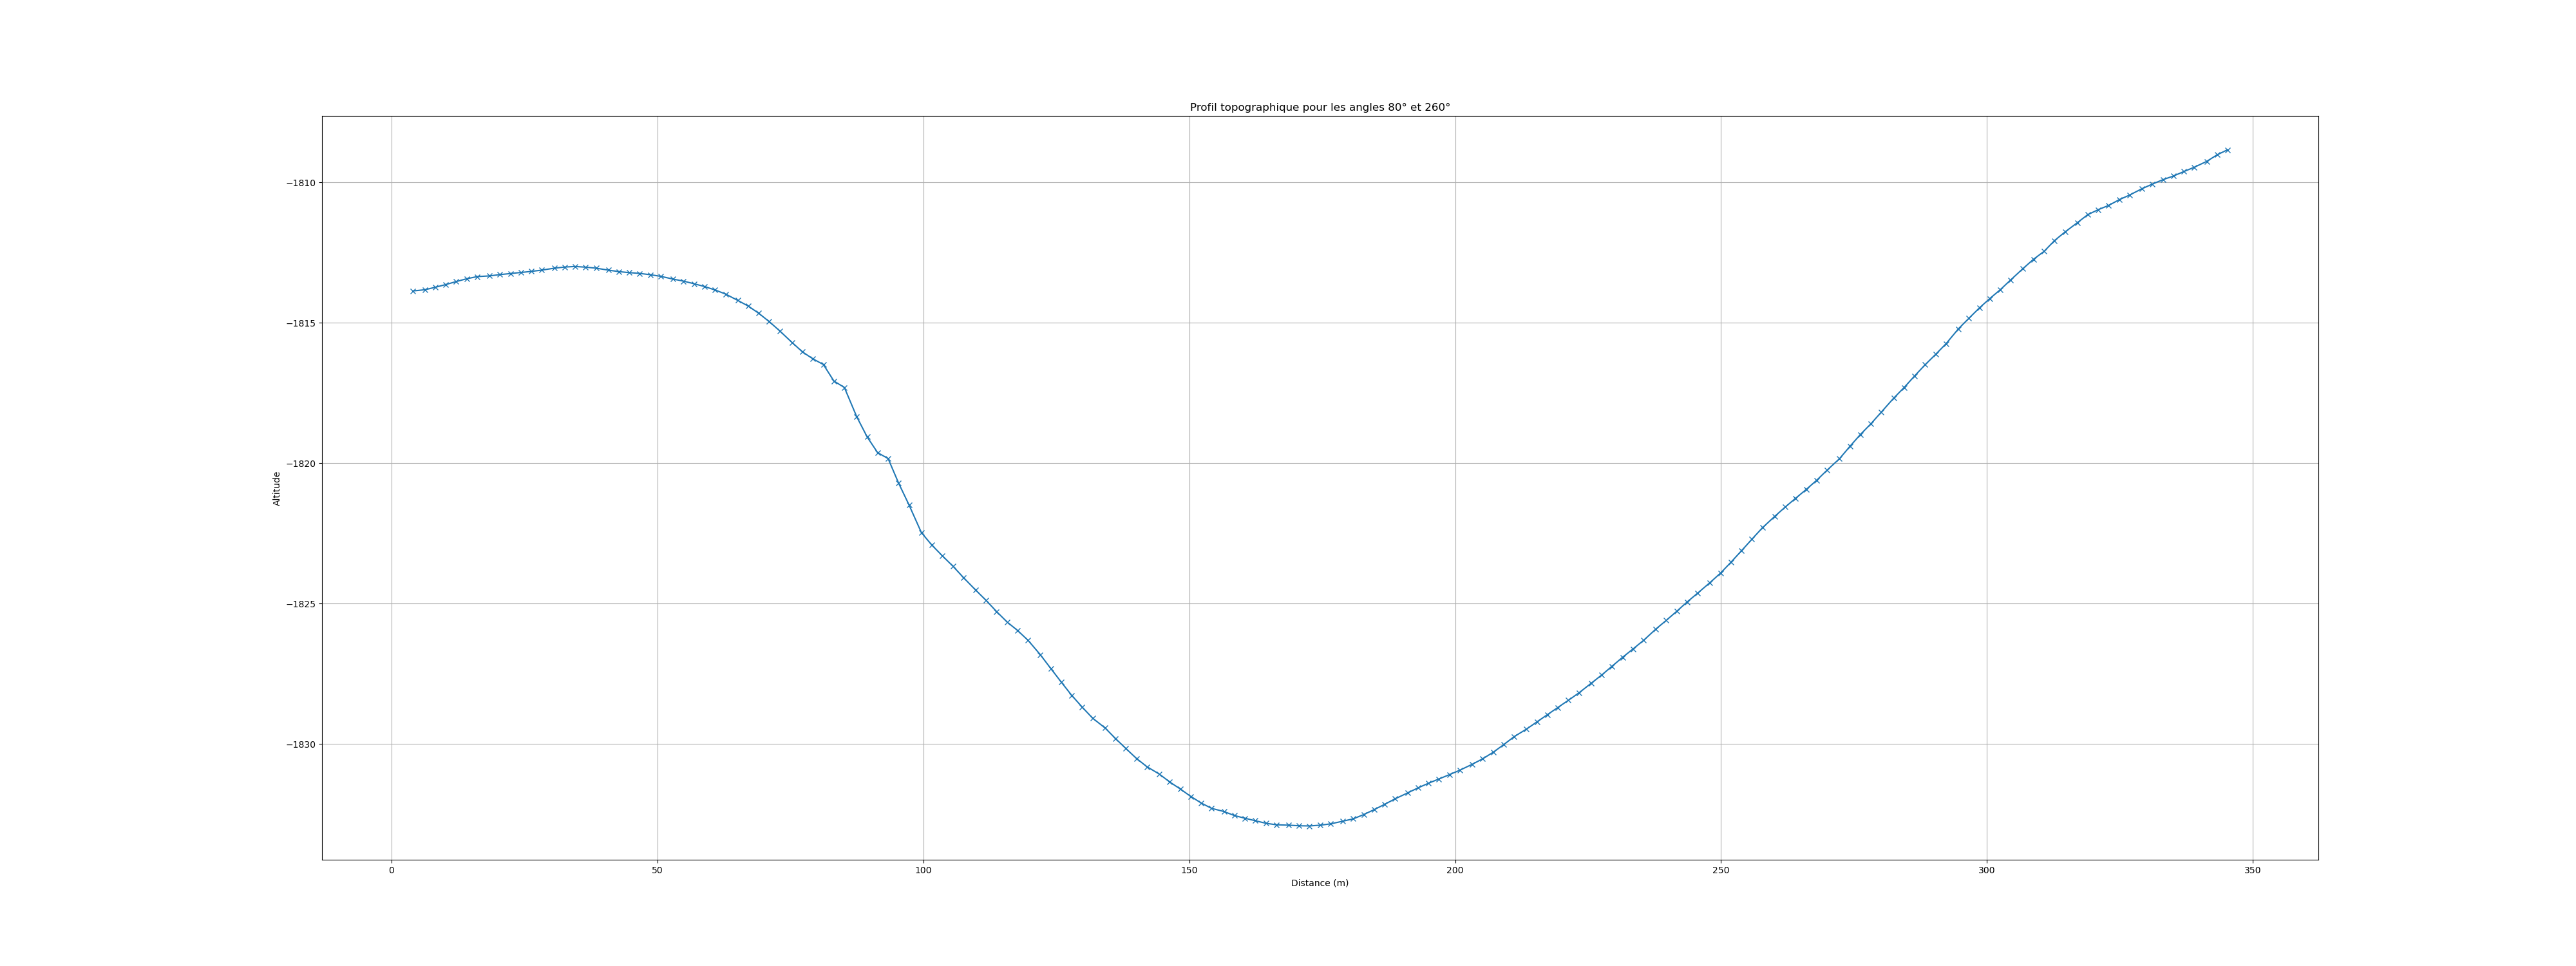 Profil topographique pour les angles 80° et 260°
Altitude
−1810
−1815
−1820
−1825
−1830
0 50 100 150 200 250 300 350
Distance (m)